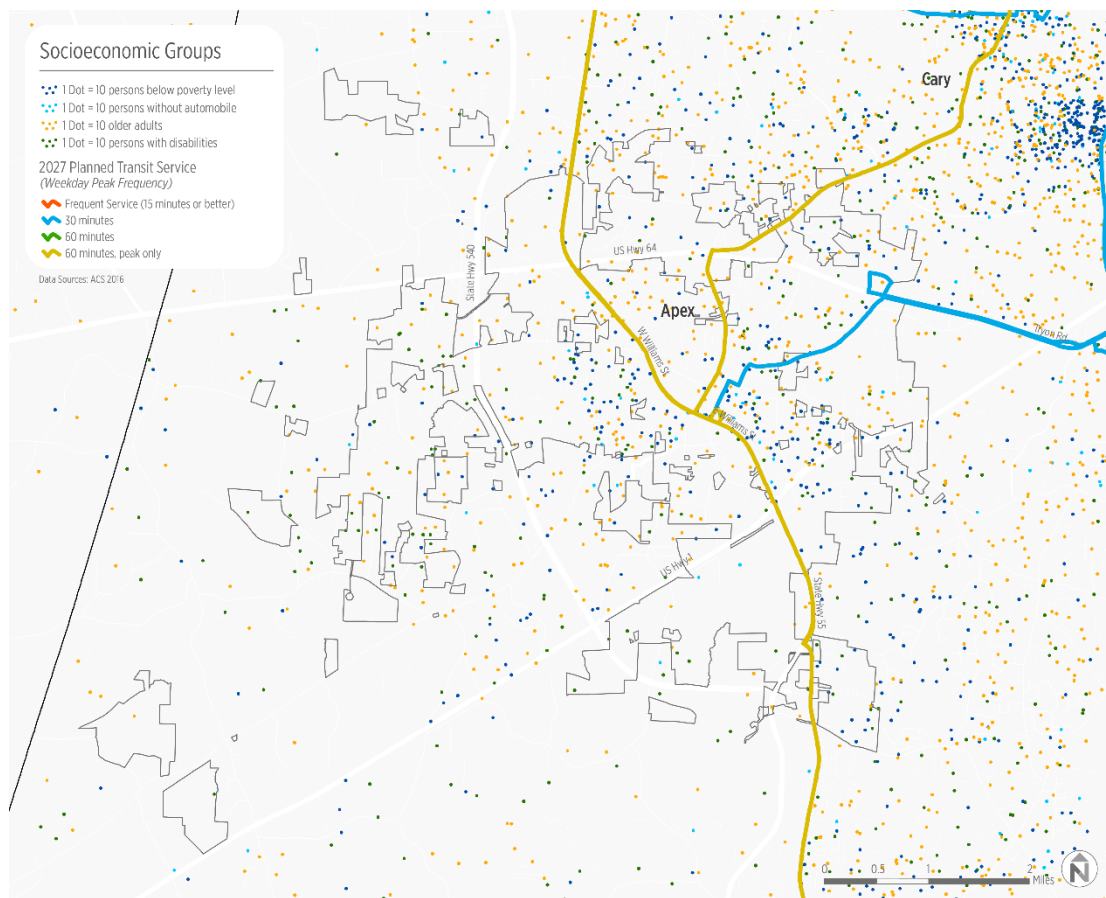 Socioeconomic Groups
1 Dot = 10 persons below poverty level
1 Dot = 10 persons without automobile
1 Dot = 10 older adults
1 Dot = 10 persons with disabilities
2027 Planned Transit Service
(Weekday Peak Frequency)
Frequent Service (15 minutes or better)
30 minutes
60 minutes
60 minutes, peak only
Data Sources: ACS 2016
Cary
US Hwy 64
State Hwy 540
Apex
W Williams St
Tryon Rd
Williams St
US Hwy 1
State Hwy 55
0 0.5 1 2
Miles
N